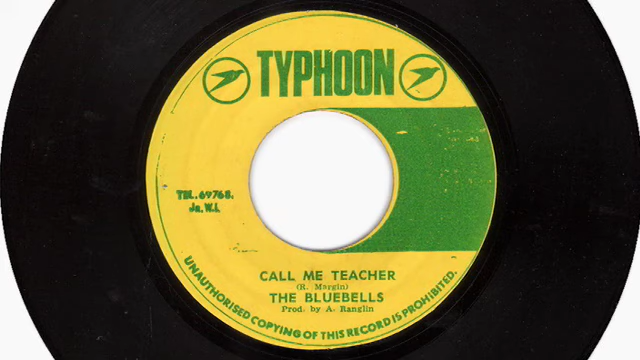 TYPHOON
TEL. 69768.
Ja. W.I.
CALL ME TEACHER
(R. Margin)
THE BLUEBELLS
Prod. by A. Ranglin
UNAUTHORISED COPYING OF THIS RECORD IS PROHIBITED.